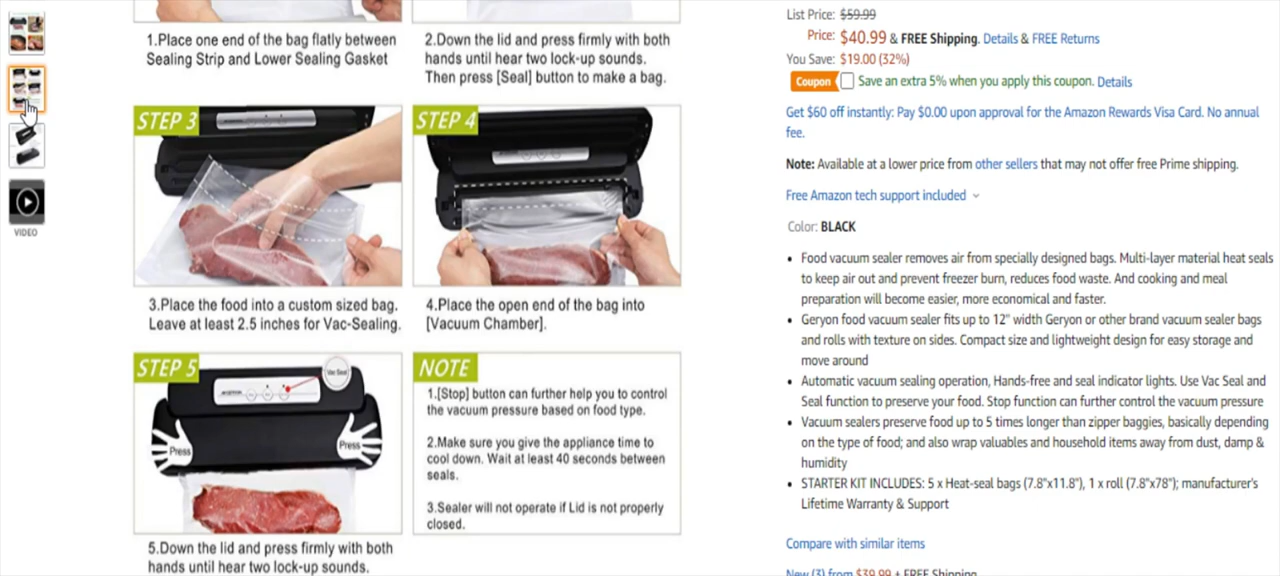 1.Place one end of the bag flatly between
Sealing Strip and Lower Sealing Gasket
2.Down the lid and press firmly with both
hands until hear two lock-up sounds.
Then press [Seal] button to make a bag.
STEP 3
STEP 4
3.Place the food into a custom sized bag.
Leave at least 2.5 inches for Vac-Sealing.
4.Place the open end of the bag into
[Vacuum Chamber].
STEP 5
Vac Seal
Press
Press
5.Down the lid and press firmly with both
hands until hear two lock-up sounds.
NOTE
1.[Stop] button can further help you to control
the vacuum pressure based on food type.
2.Make sure you give the appliance time to
cool down. Wait at least 40 seconds between
seals.
3.Sealer will not operate if Lid is not properly
closed.
VIDEO
List Price: $59.99
Price: $40.99 & FREE Shipping. Details & FREE Returns
You Save: $19.00 (32%)
Coupon Save an extra 5% when you apply this coupon. Details
Get $60 off instantly: Pay $0.00 upon approval for the Amazon Rewards Visa Card. No annual
fee.
Note: Available at a lower price from other sellers that may not offer free Prime shipping.
Free Amazon tech support included
Color: BLACK
Food vacuum sealer removes air from specially designed bags. Multi-layer material heat seals
to keep air out and prevent freezer burn, reduces food waste. And cooking and meal
preparation will become easier, more economical and faster.
Geryon food vacuum sealer fits up to 12" width Geryon or other brand vacuum sealer bags
and rolls with texture on sides. Compact size and lightweight design for easy storage and
move around
Automatic vacuum sealing operation, Hands-free and seal indicator lights. Use Vac Seal and
Seal function to preserve your food. Stop function can further control the vacuum pressure
Vacuum sealers preserve food up to 5 times longer than zipper baggies, basically depending
on the type of food; and also wrap valuables and household items away from dust, damp &
humidity
STARTER KIT INCLUDES: 5 x Heat-seal bags (7.8"x11.8"), 1 x roll (7.8"x78"); manufacturer's
Lifetime Warranty & Support
Compare with similar items
New (3) from $39.99 + FREE Shipping